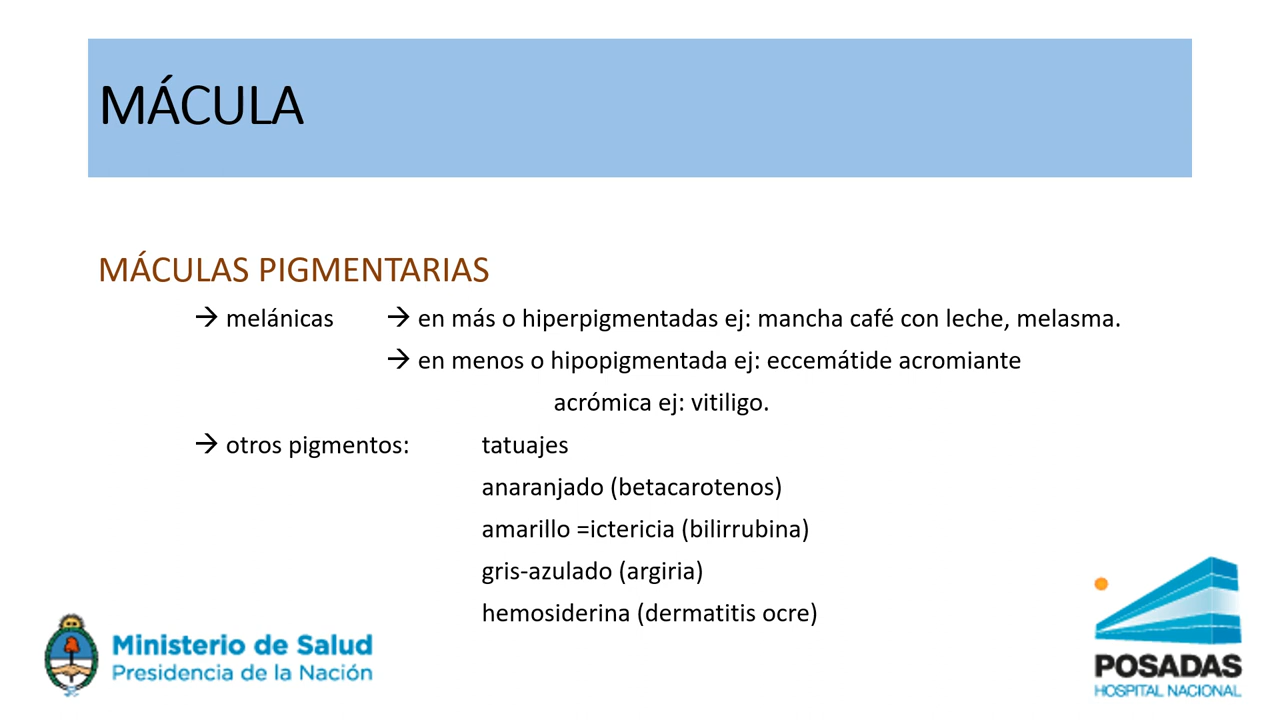 MÁCULA
MÁCULAS PIGMENTARIAS
→ melánicas → en más o hiperpigmentadas ej: mancha café con leche, melasma.
→ en menos o hipopigmentada ej: eccemátide acromiante
acrómica ej: vitiligo.
→ otros pigmentos: tatuajes
anaranjado (betacarotenos)
amarillo =ictericia (bilirrubina)
gris-azulado (argiria)
hemosiderina (dermatitis ocre)
Ministerio de Salud
Presidencia de la Nación
POSADAS
HOSPITAL NACIONAL